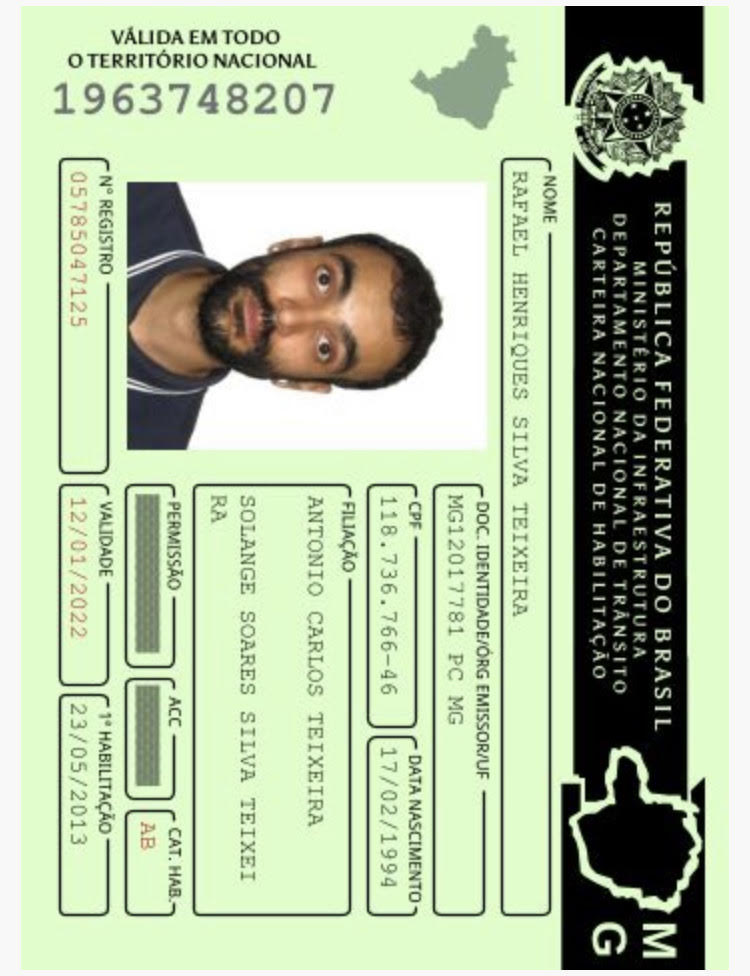 VÁLIDA EM TODO
O TERRITÓRIO NACIONAL
1963748207
REPÚBLICA FEDERATIVA DO BRASIL
MINISTÉRIO DA INFRAESTRUTURA
DEPARTAMENTO NACIONAL DE TRÂNSITO
CARTEIRA NACIONAL DE HABILITAÇÃO
MG
NOME
RAFAEL HENRIQUES SILVA TEIXEIRA
DOC. IDENTIDADE/ÓRG EMISSOR/UF
MG12017781 PC MG
CPF
118.736.766-46
DATA NASCIMENTO
17/02/1994
FILIAÇÃO
ANTONIO CARLOS TEIXEIRA
SOLANGE SOARES SILVA TEIXEI
RA
PERMISSÃO
ACC
CAT. HAB.
AB
Nº REGISTRO
05785047125
VALIDADE
12/01/2022
1ª HABILITAÇÃO
23/05/2013